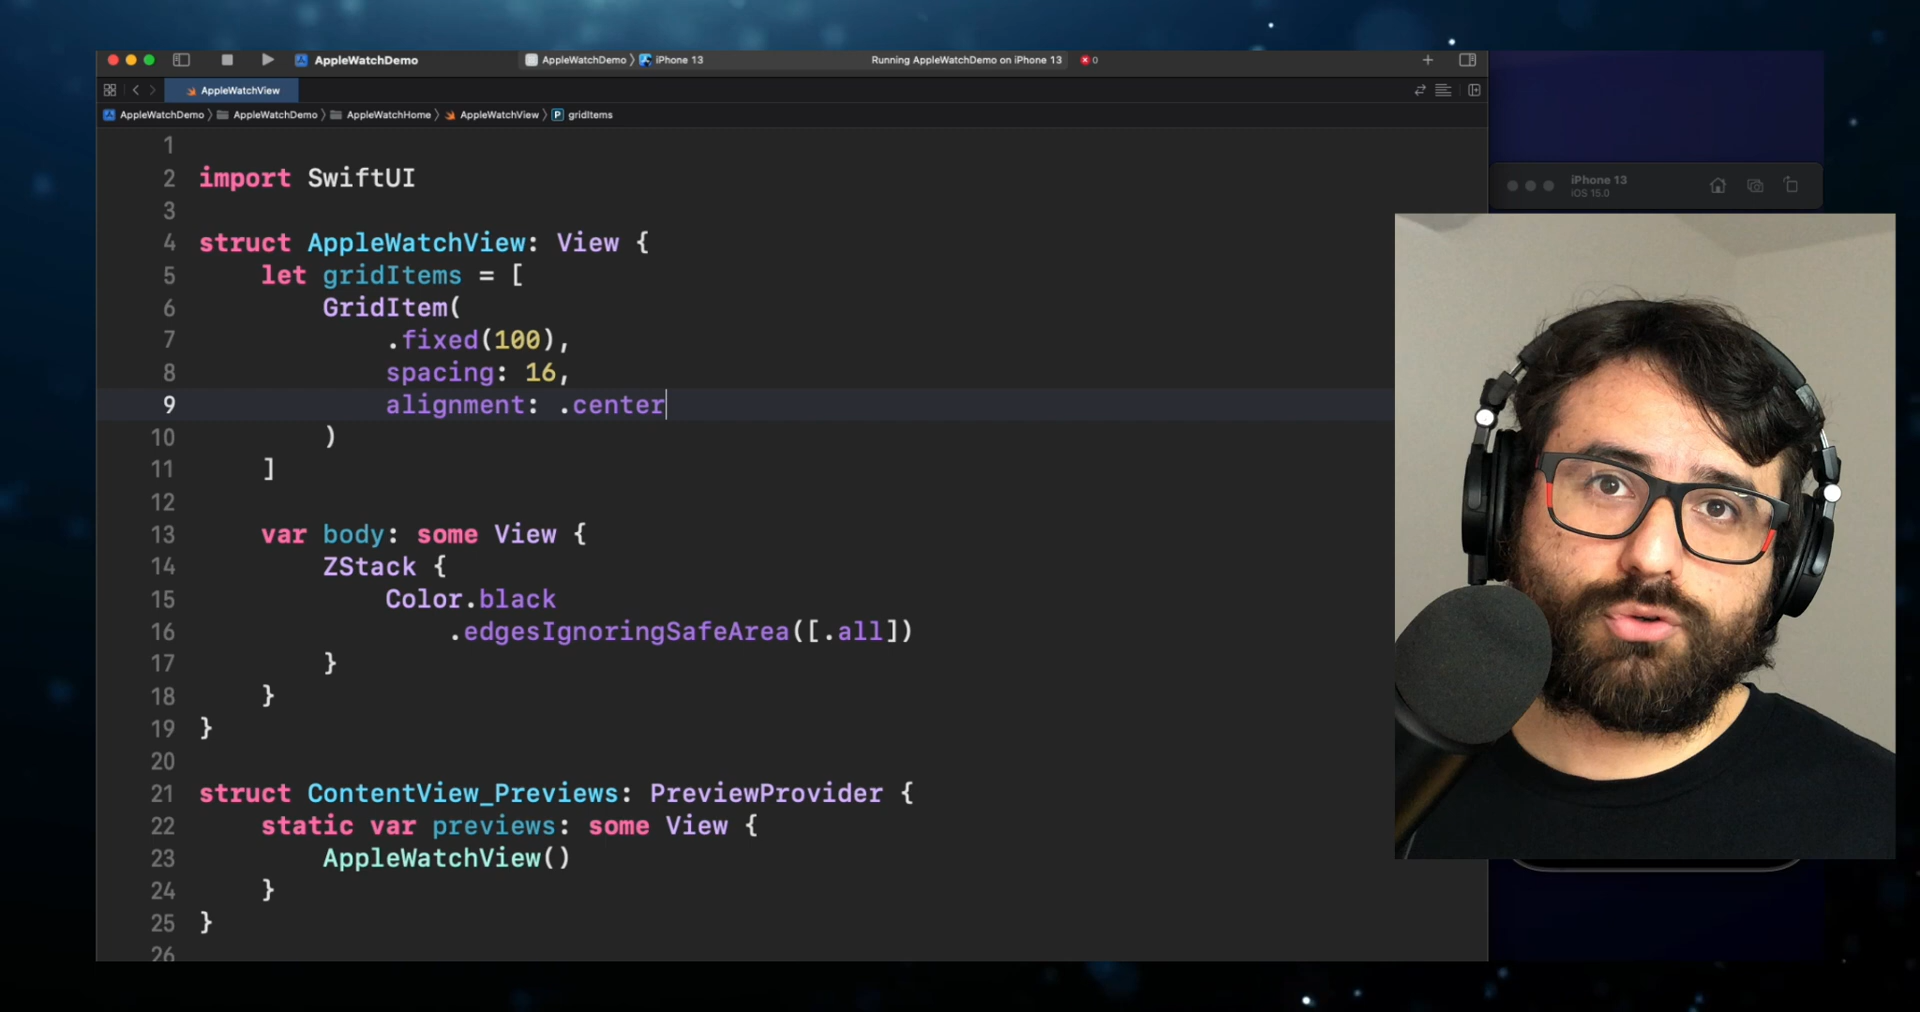 AppleWatchDemo
AppleWatchDemo 〉 iPhone 13
Running AppleWatchDemo on iPhone 13
0
AppleWatchView
AppleWatchDemo 〉 AppleWatchDemo 〉 AppleWatchHome 〉 AppleWatchView 〉 P gridItems
iPhone 13
iOS 15.0
1
2 import SwiftUI
3
4 struct AppleWatchView: View {
5     let gridItems = [
6         GridItem(
7             .fixed(100),
8             spacing: 16,
9             alignment: .center
10         )
11     ]
12
13     var body: some View {
14         ZStack {
15             Color.black
16                 .edgesIgnoringSafeArea([.all])
17         }
18     }
19 }
20
21 struct ContentView_Previews: PreviewProvider {
22     static var previews: some View {
23         AppleWatchView()
24     }
25 }
26